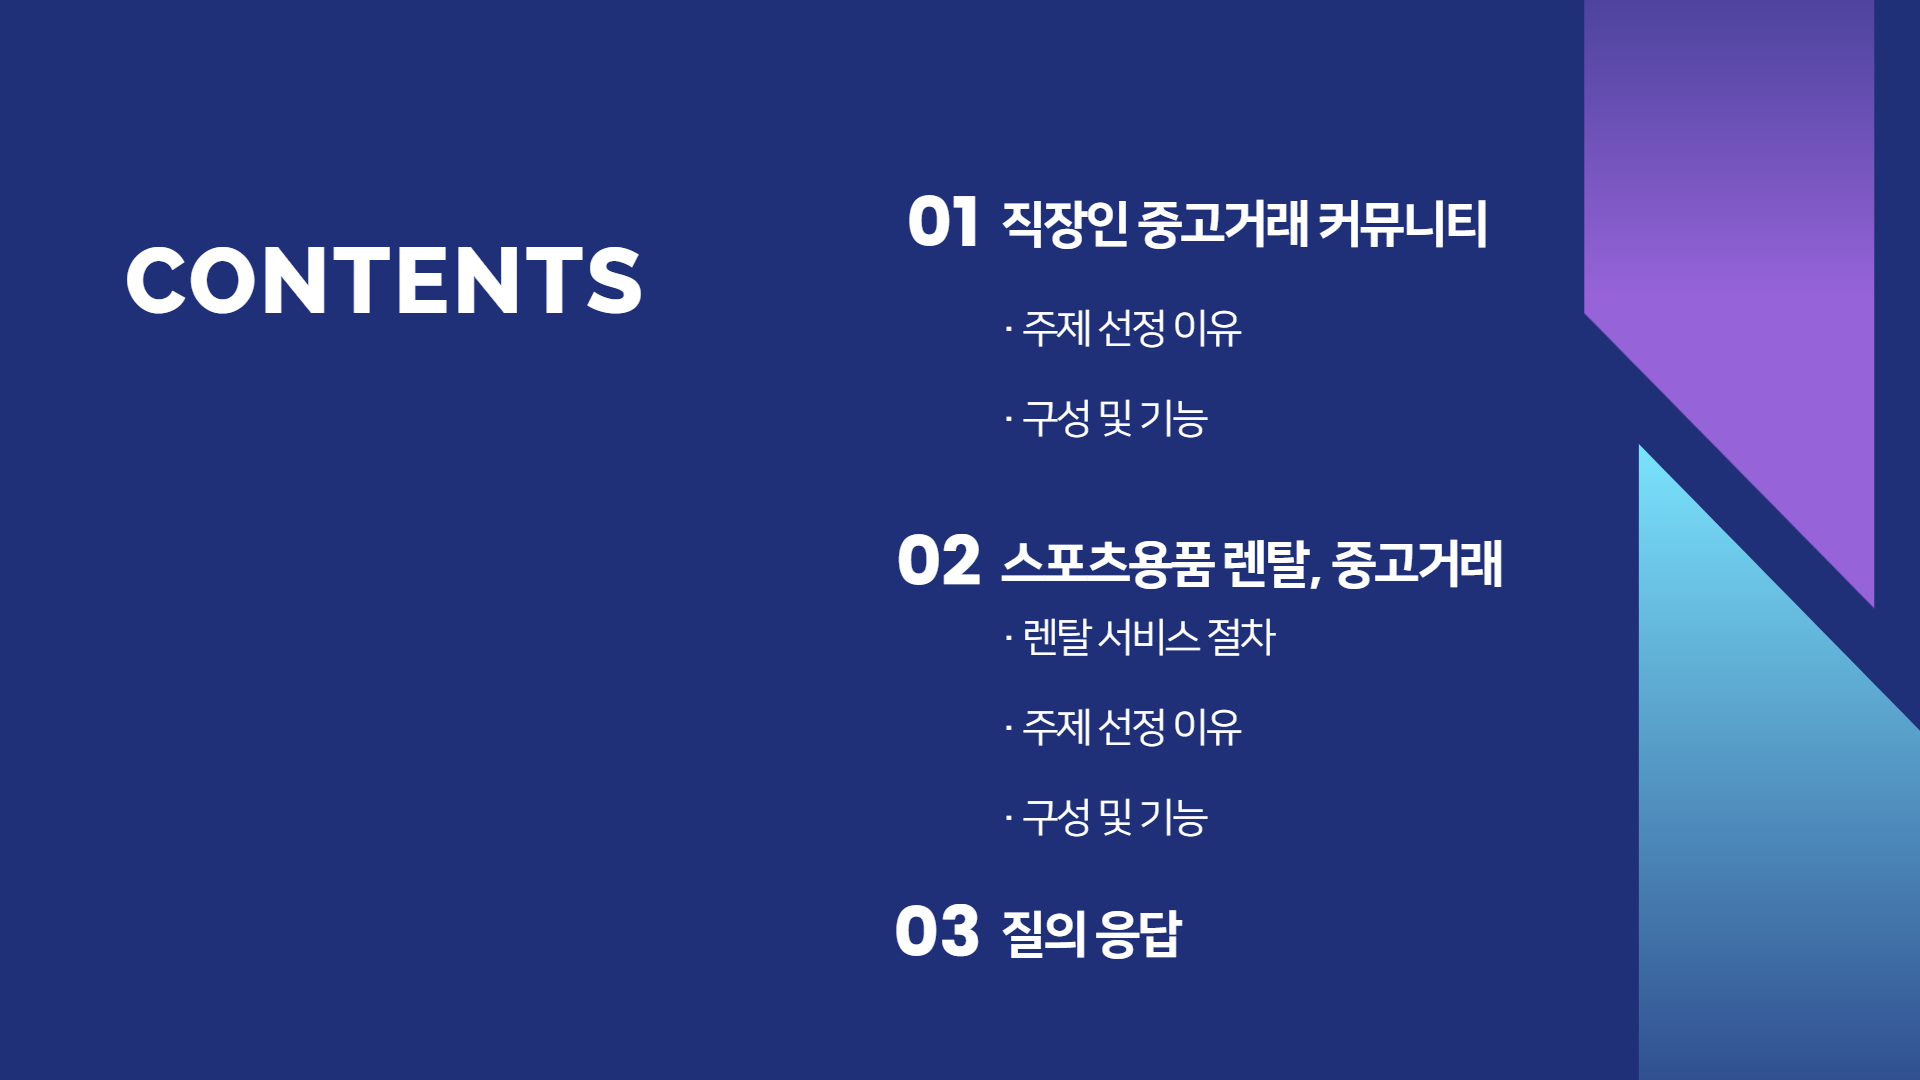 CONTENTS
01 직장인 중고거래 커뮤니티
· 주제 선정 이유
· 구성 및 기능
02 스포츠용품 렌탈, 중고거래
· 렌탈 서비스 절차
· 주제 선정 이유
· 구성 및 기능
03 질의 응답